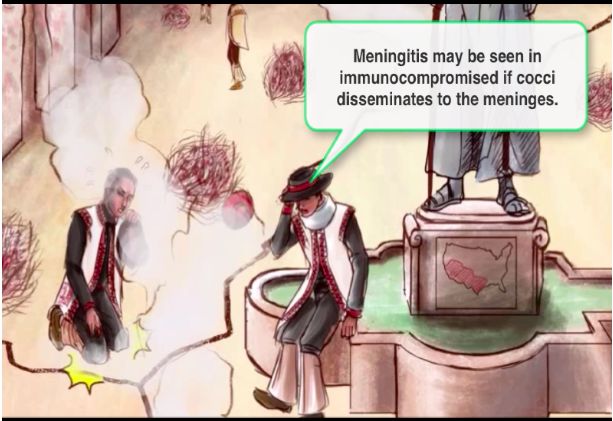 Meningitis may be seen in
immunocompromised if cocci
disseminates to the meninges.